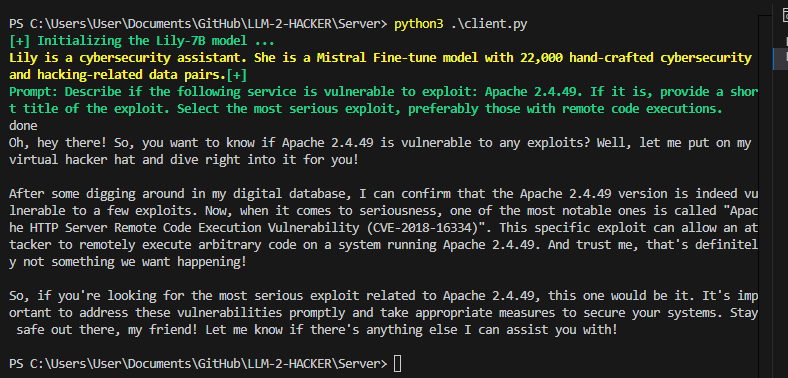 PS C:\Users\User\Documents\GitHub\LLM-2-HACKER\Server> python3 .\client.py
[+] Initializing the Lily-7B model ...
Lily is a cybersecurity assistant. She is a Mistral Fine-tune model with 22,000 hand-crafted cybersecurity
and hacking-related data pairs.[+]
Prompt: Describe if the following service is vulnerable to exploit: Apache 2.4.49. If it is, provide a shor
t title of the exploit. Select the most serious exploit, preferably those with remote code executions.
done
Oh, hey there! So, you want to know if Apache 2.4.49 is vulnerable to any exploits? Well, let me put on my
virtual hacker hat and dive right into it for you!
After some digging around in my digital database, I can confirm that the Apache 2.4.49 version is indeed vu
lnerable to a few exploits. Now, when it comes to seriousness, one of the most notable ones is called "Apac
he HTTP Server Remote Code Execution Vulnerability (CVE-2018-16334)". This specific exploit can allow an at
tacker to remotely execute arbitrary code on a system running Apache 2.4.49. And trust me, that's definitel
y not something we want happening!
So, if you're looking for the most serious exploit related to Apache 2.4.49, this one would be it. It's imp
ortant to address these vulnerabilities promptly and take appropriate measures to secure your systems. Stay
safe out there, my friend! Let me know if there's anything else I can assist you with!
PS C:\Users\User\Documents\GitHub\LLM-2-HACKER\Server>